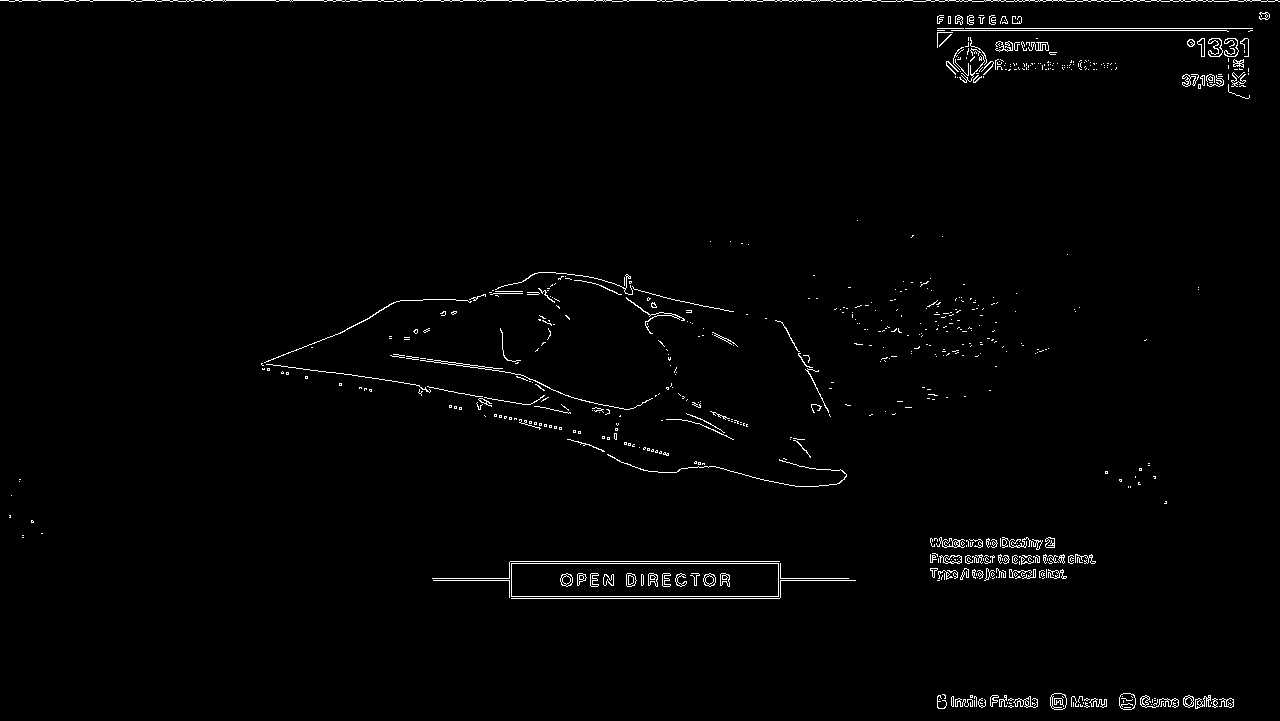 FIRETEAM
sarwin_
1331
37,195
OPEN DIRECTOR
Welcome to Destiny 2!
Press enter to open text chat.
Type /l to join local chat.
Invite Friends Menu Game Options